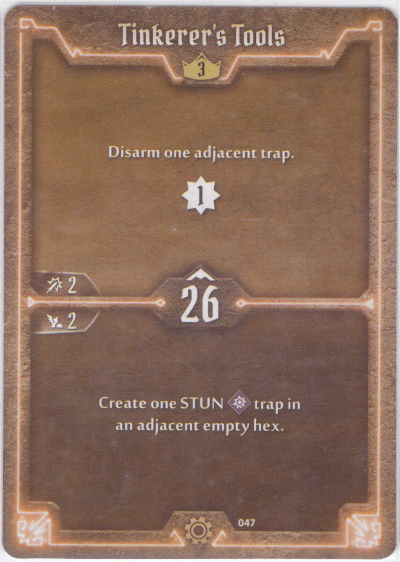 Tinkerer's Tools
3
Disarm one adjacent trap.
1
2
26
2
Create one STUN trap in
an adjacent empty hex.
047